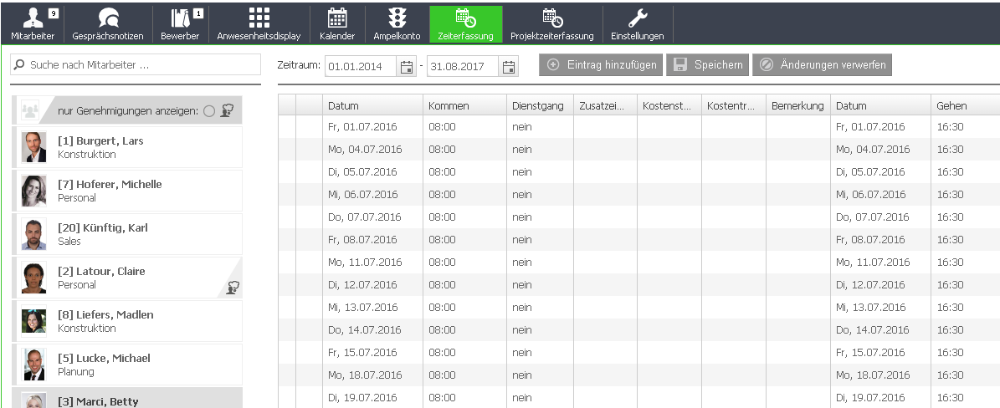 9 1
Mitarbeiter Gesprächsnotizen Bewerber Anwesenheitsdisplay Kalender Ampelkonto Zeiterfassung Projektzeiterfassung Einstellungen
Suche nach Mitarbeiter ...
Zeitraum: 01.01.2014 - 31.08.2017 Eintrag hinzufügen Speichern Änderungen verwerfen
nur Genehmigungen anzeigen:
[1] Burgert, Lars
Konstruktion
[7] Hoferer, Michelle
Personal
[20] Künftig, Karl
Sales
[2] Latour, Claire
Personal
[8] Liefers, Madlen
Konstruktion
[5] Lucke, Michael
Planung
[3] Marci, Betty
Datum Kommen Dienstgang Zusatzei... Kostenst... Kostentr... Bemerkung Datum Gehen
Fr, 01.07.2016 08:00 nein Fr, 01.07.2016 16:30
Mo, 04.07.2016 08:00 nein Mo, 04.07.2016 16:30
Di, 05.07.2016 08:00 nein Di, 05.07.2016 16:30
Mi, 06.07.2016 08:00 nein Mi, 06.07.2016 16:30
Do, 07.07.2016 08:00 nein Do, 07.07.2016 16:30
Fr, 08.07.2016 08:00 nein Fr, 08.07.2016 16:30
Mo, 11.07.2016 08:00 nein Mo, 11.07.2016 16:30
Di, 12.07.2016 08:00 nein Di, 12.07.2016 16:30
Mi, 13.07.2016 08:00 nein Mi, 13.07.2016 16:30
Do, 14.07.2016 08:00 nein Do, 14.07.2016 16:30
Fr, 15.07.2016 08:00 nein Fr, 15.07.2016 16:30
Mo, 18.07.2016 08:00 nein Mo, 18.07.2016 16:30
Di, 19.07.2016 08:00 nein Di, 19.07.2016 16:30